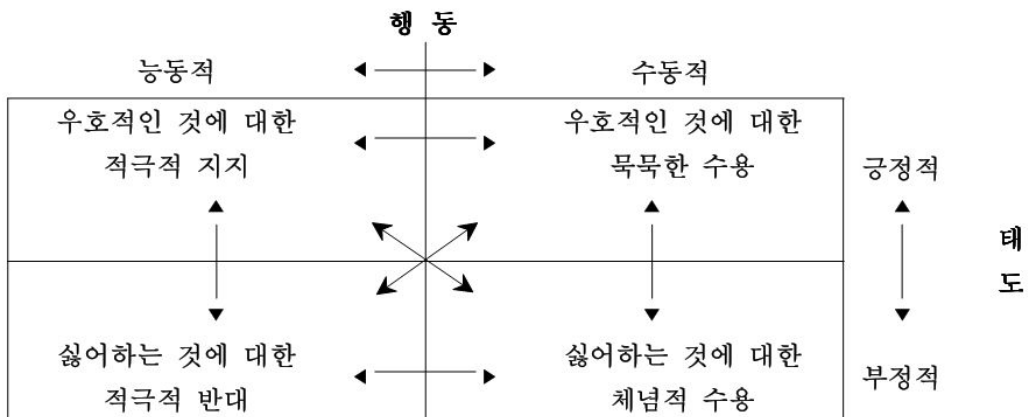 행 동
능동적 수동적
우호적인 것에 대한 우호적인 것에 대한
적극적 지지 묵묵한 수용 긍정적
태
도
싫어하는 것에 대한 싫어하는 것에 대한
적극적 반대 체념적 수용 부정적